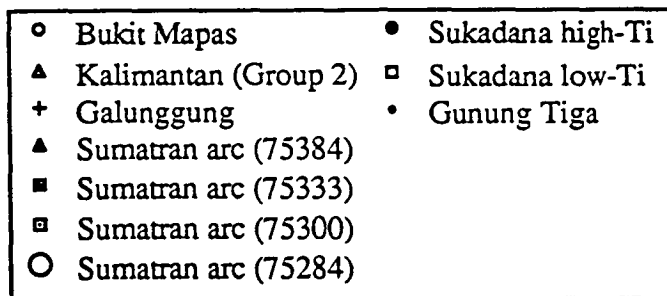 Bukit Mapas
Kalimantan (Group 2)
Galunggung
Sumatran arc (75384)
Sumatran arc (75333)
Sumatran arc (75300)
Sumatran arc (75284)
Sukadana high-Ti
Sukadana low-Ti
Gunung Tiga